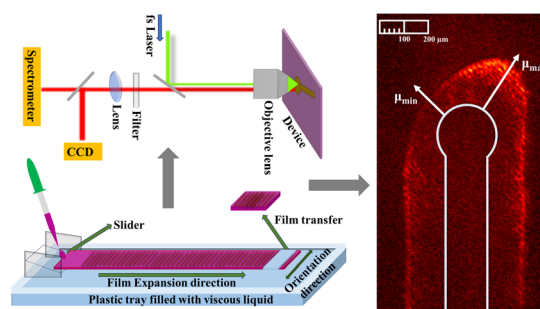 fs Laser
Spectrometer
Lens
Filter
CCD
Objective lens
Device
Slider
Film transfer
Film Expansion direction
Orientation
direction
Plastic tray filled with viscous liquid
100 200 μm
μmin